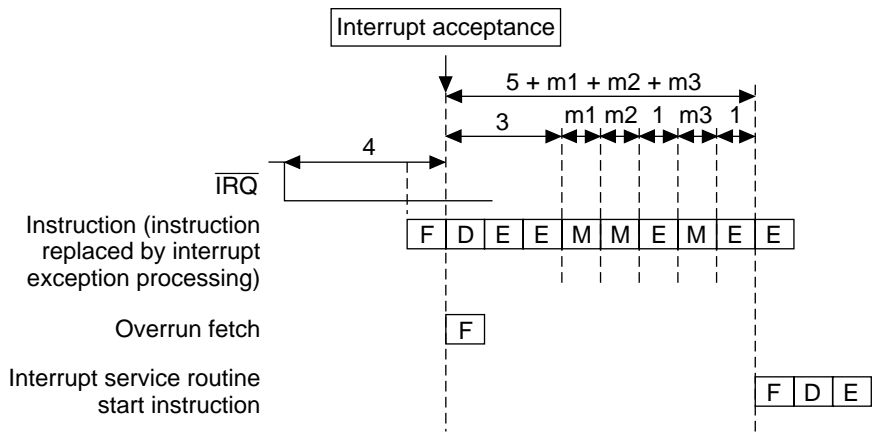 Interrupt acceptance
5 + m1 + m2 + m3
3 m1 m2 1 m3 1
4
IRQ
Instruction (instruction
replaced by interrupt
exception processing)
F D E E M M E M E E
Overrun fetch
F
Interrupt service routine
start instruction
F D E